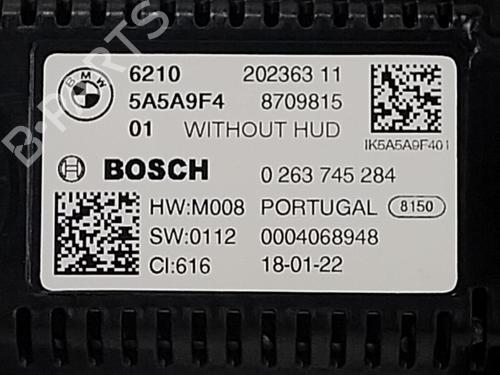 B-PARTS
BMW
6210 202363 11
5A5A9F4 8709815
01 WITHOUT HUD
IK5A5A9F401
BOSCH 0 263 745 284
HW:M008 PORTUGAL 8150
SW:0112 0004068948
CI:616 18-01-22